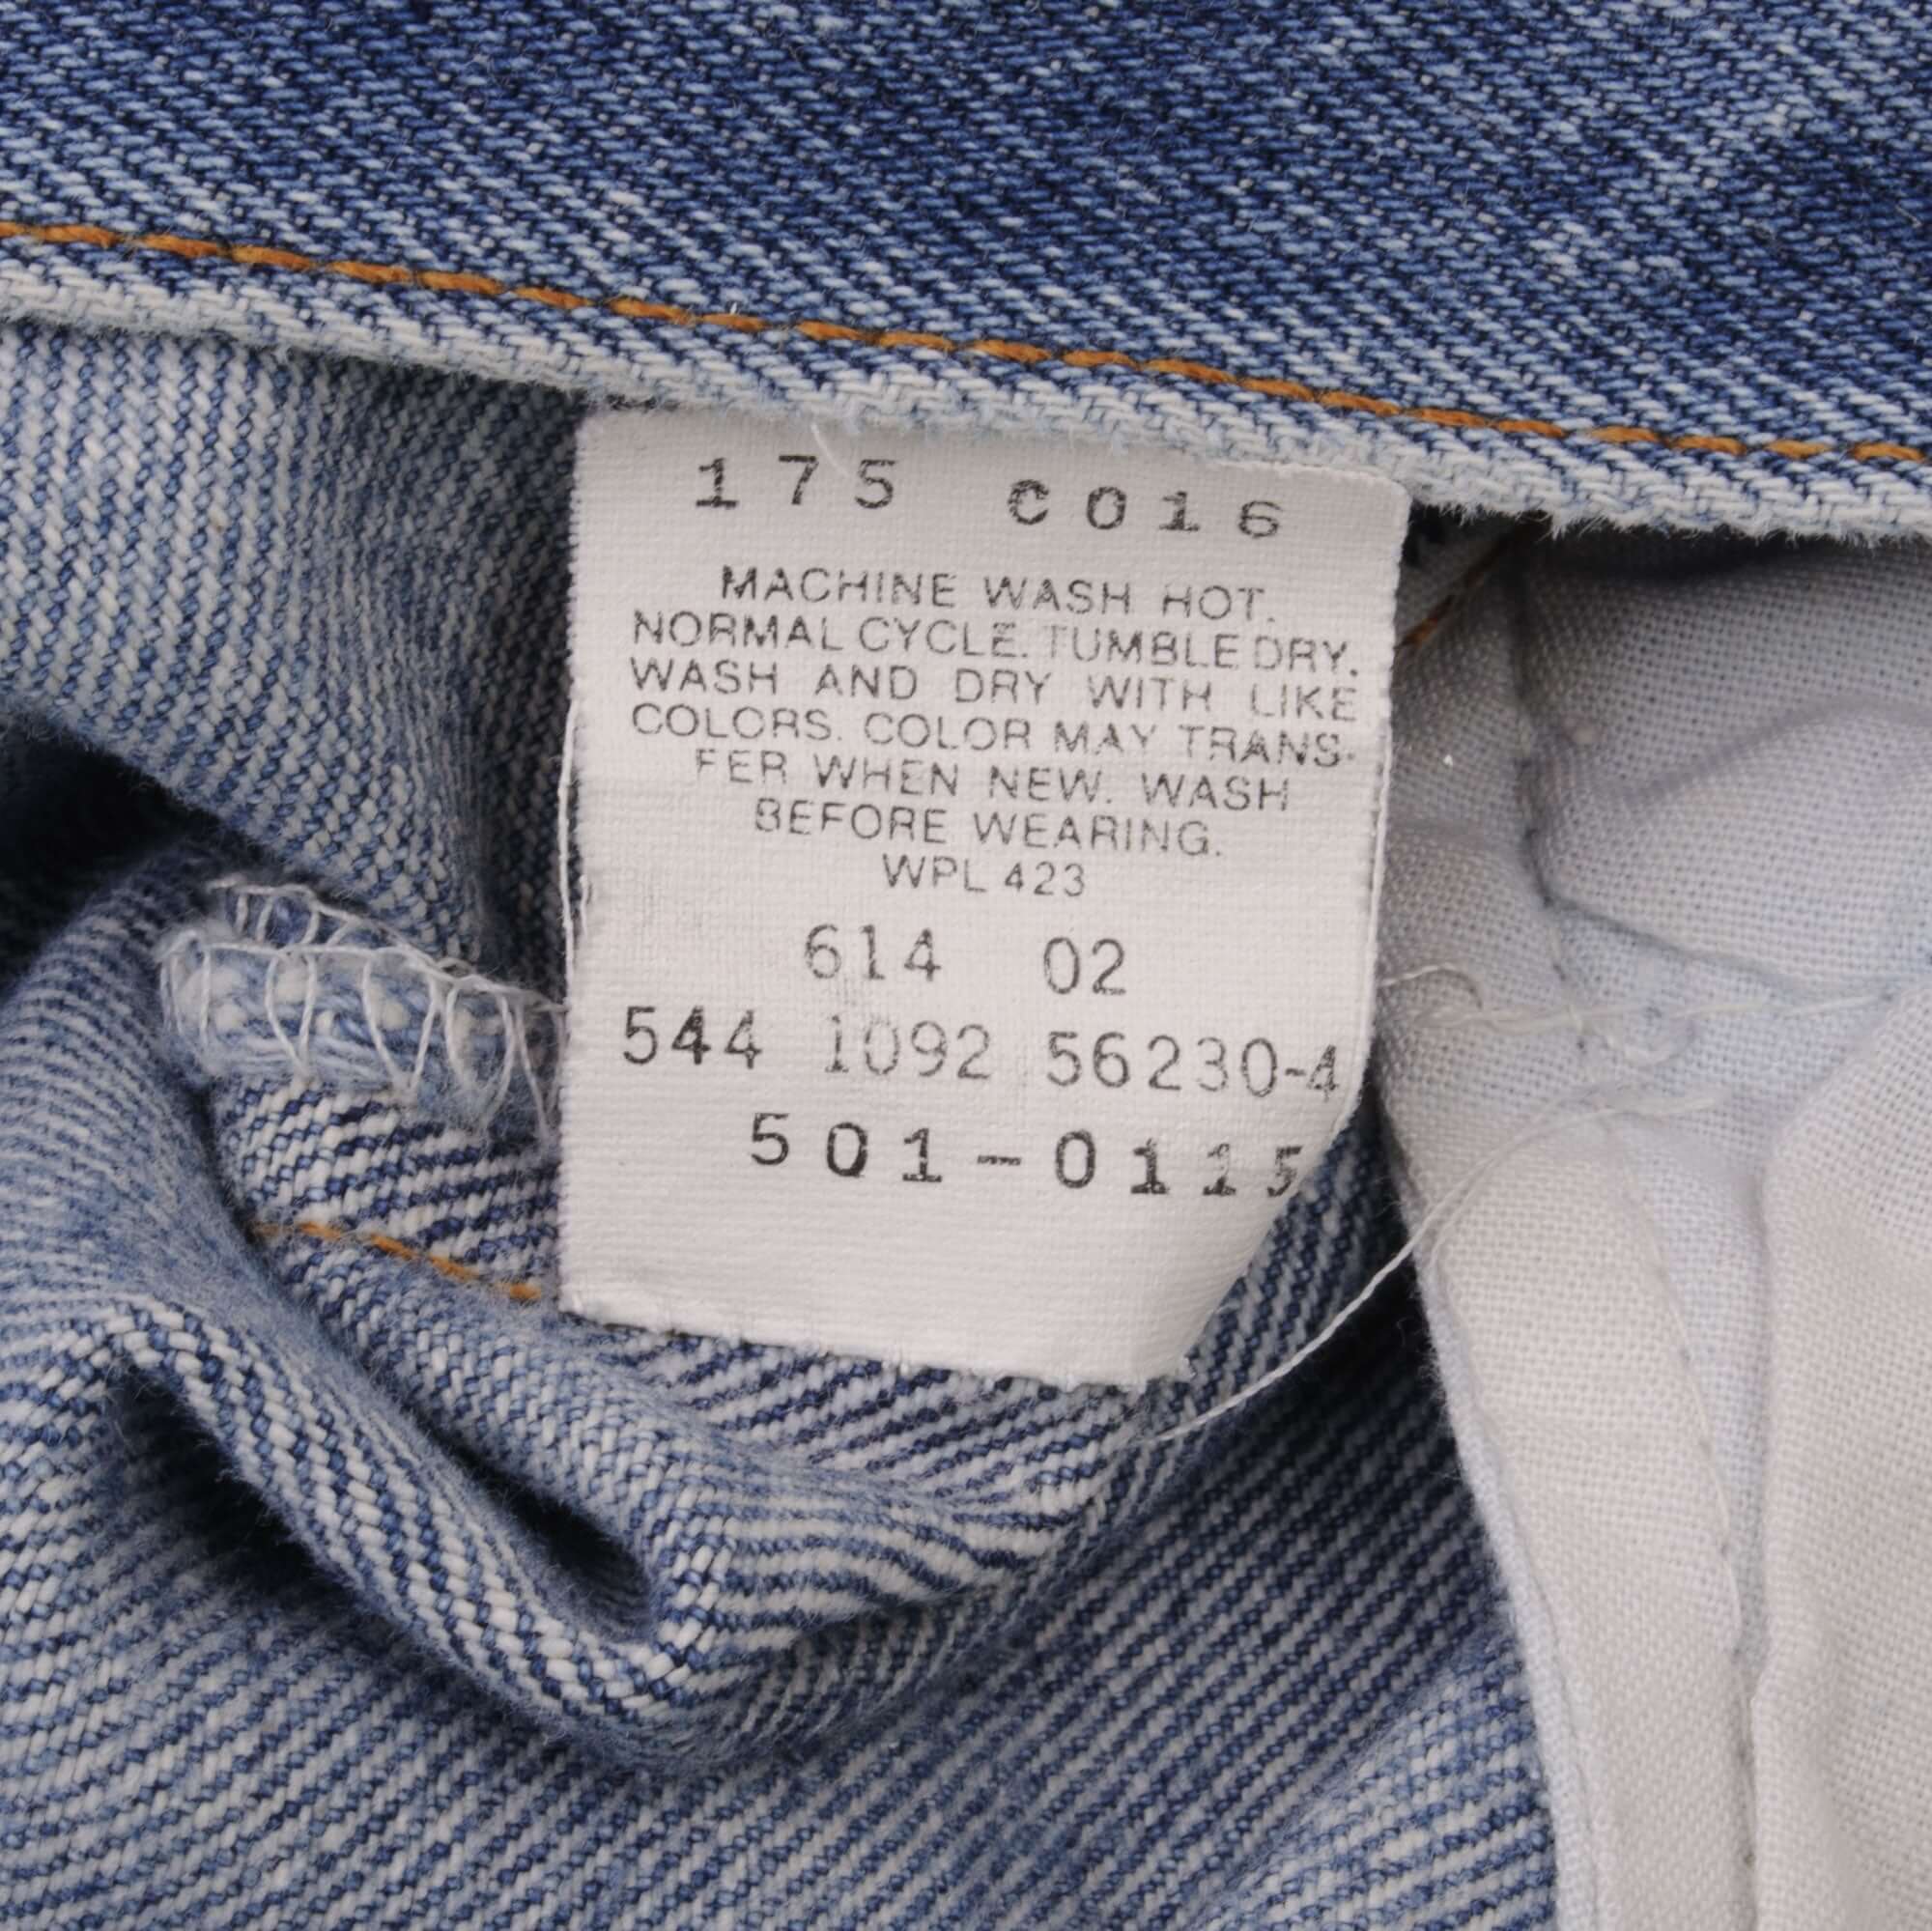 175 C016
MACHINE WASH HOT.
NORMAL CYCLE. TUMBLE DRY.
WASH AND DRY WITH LIKE
COLORS. COLOR MAY TRANS-
FER WHEN NEW. WASH
BEFORE WEARING.
WPL 423
614 02
544 1092 56230-4
501-0115